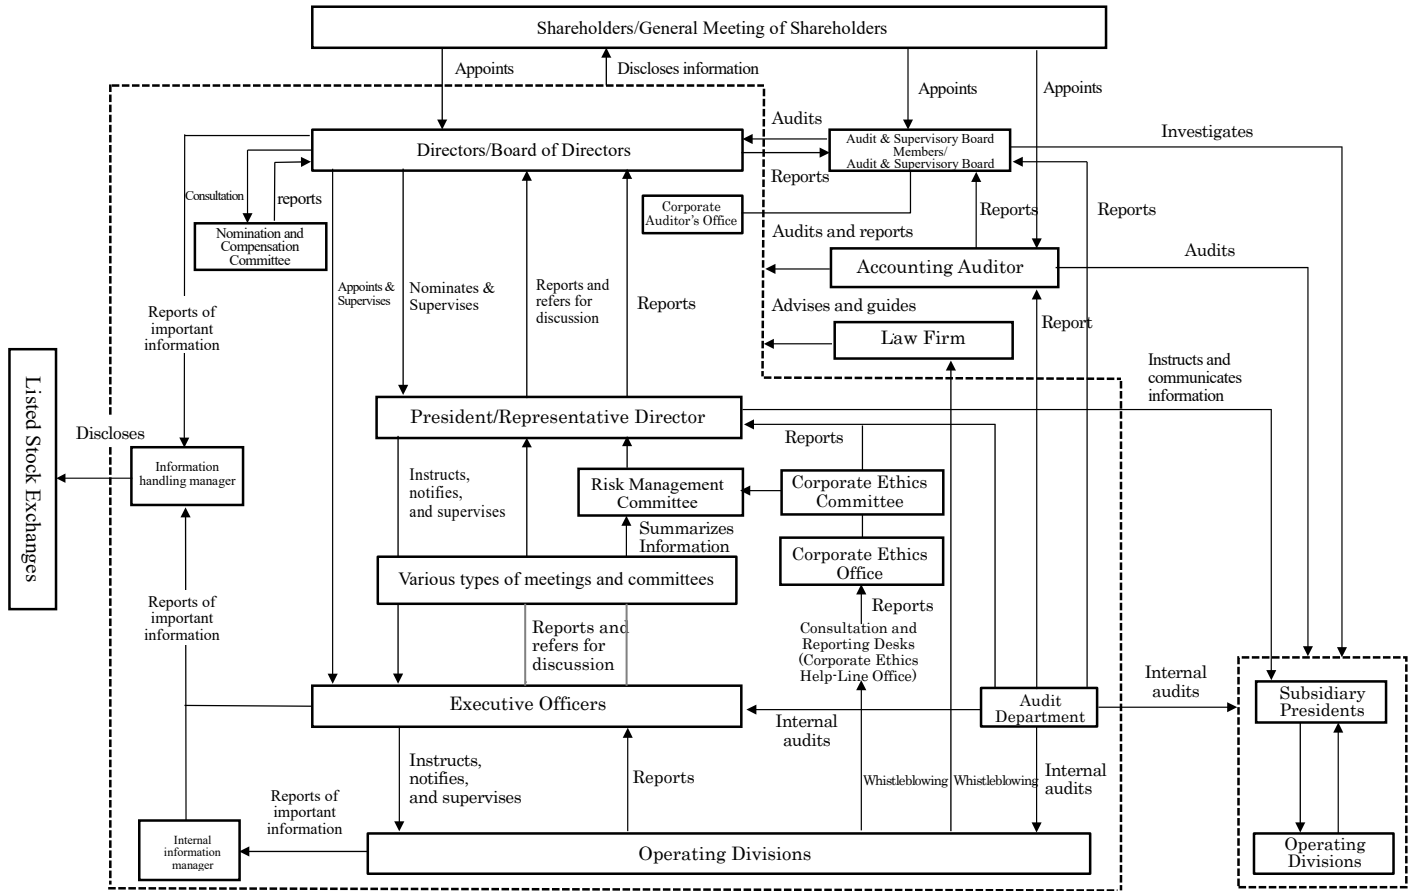 Shareholders/General Meeting of Shareholders
Appoints
Discloses information
Appoints
Appoints
Audits
Investigates
Directors/Board of Directors
Audit & Supervisory Board
Members/
Audit & Supervisory Board
Reports
Consultation
reports
Corporate
Auditor's Office
Reports
Reports
Nomination and
Compensation
Committee
Audits and reports
Audits
Accounting Auditor
Appoints &
Supervises
Nominates &
Supervises
Reports and
refers for
discussion
Reports
Advises and guides
Report
Reports of
important
information
Law Firm
Instructs and
communicates
information
Listed Stock Exchanges
President/Representative Director
Discloses
Reports
Information
handling manager
Instructs,
notifies,
and supervises
Risk Management
Committee
Corporate Ethics
Committee
Summarizes
Information
Corporate Ethics
Office
Various types of meetings and committees
Reports of
important
information
Reports
Reports and
refers for
discussion
Consultation and
Reporting Desks
(Corporate Ethics
Help-Line Office)
Internal
audits
Executive Officers
Audit
Department
Subsidiary
Presidents
Internal
audits
Instructs,
notifies,
and supervises
Reports
Whistleblowing
Whistleblowing
Internal
audits
Reports of
important
information
Internal
information
manager
Operating Divisions
Operating
Divisions